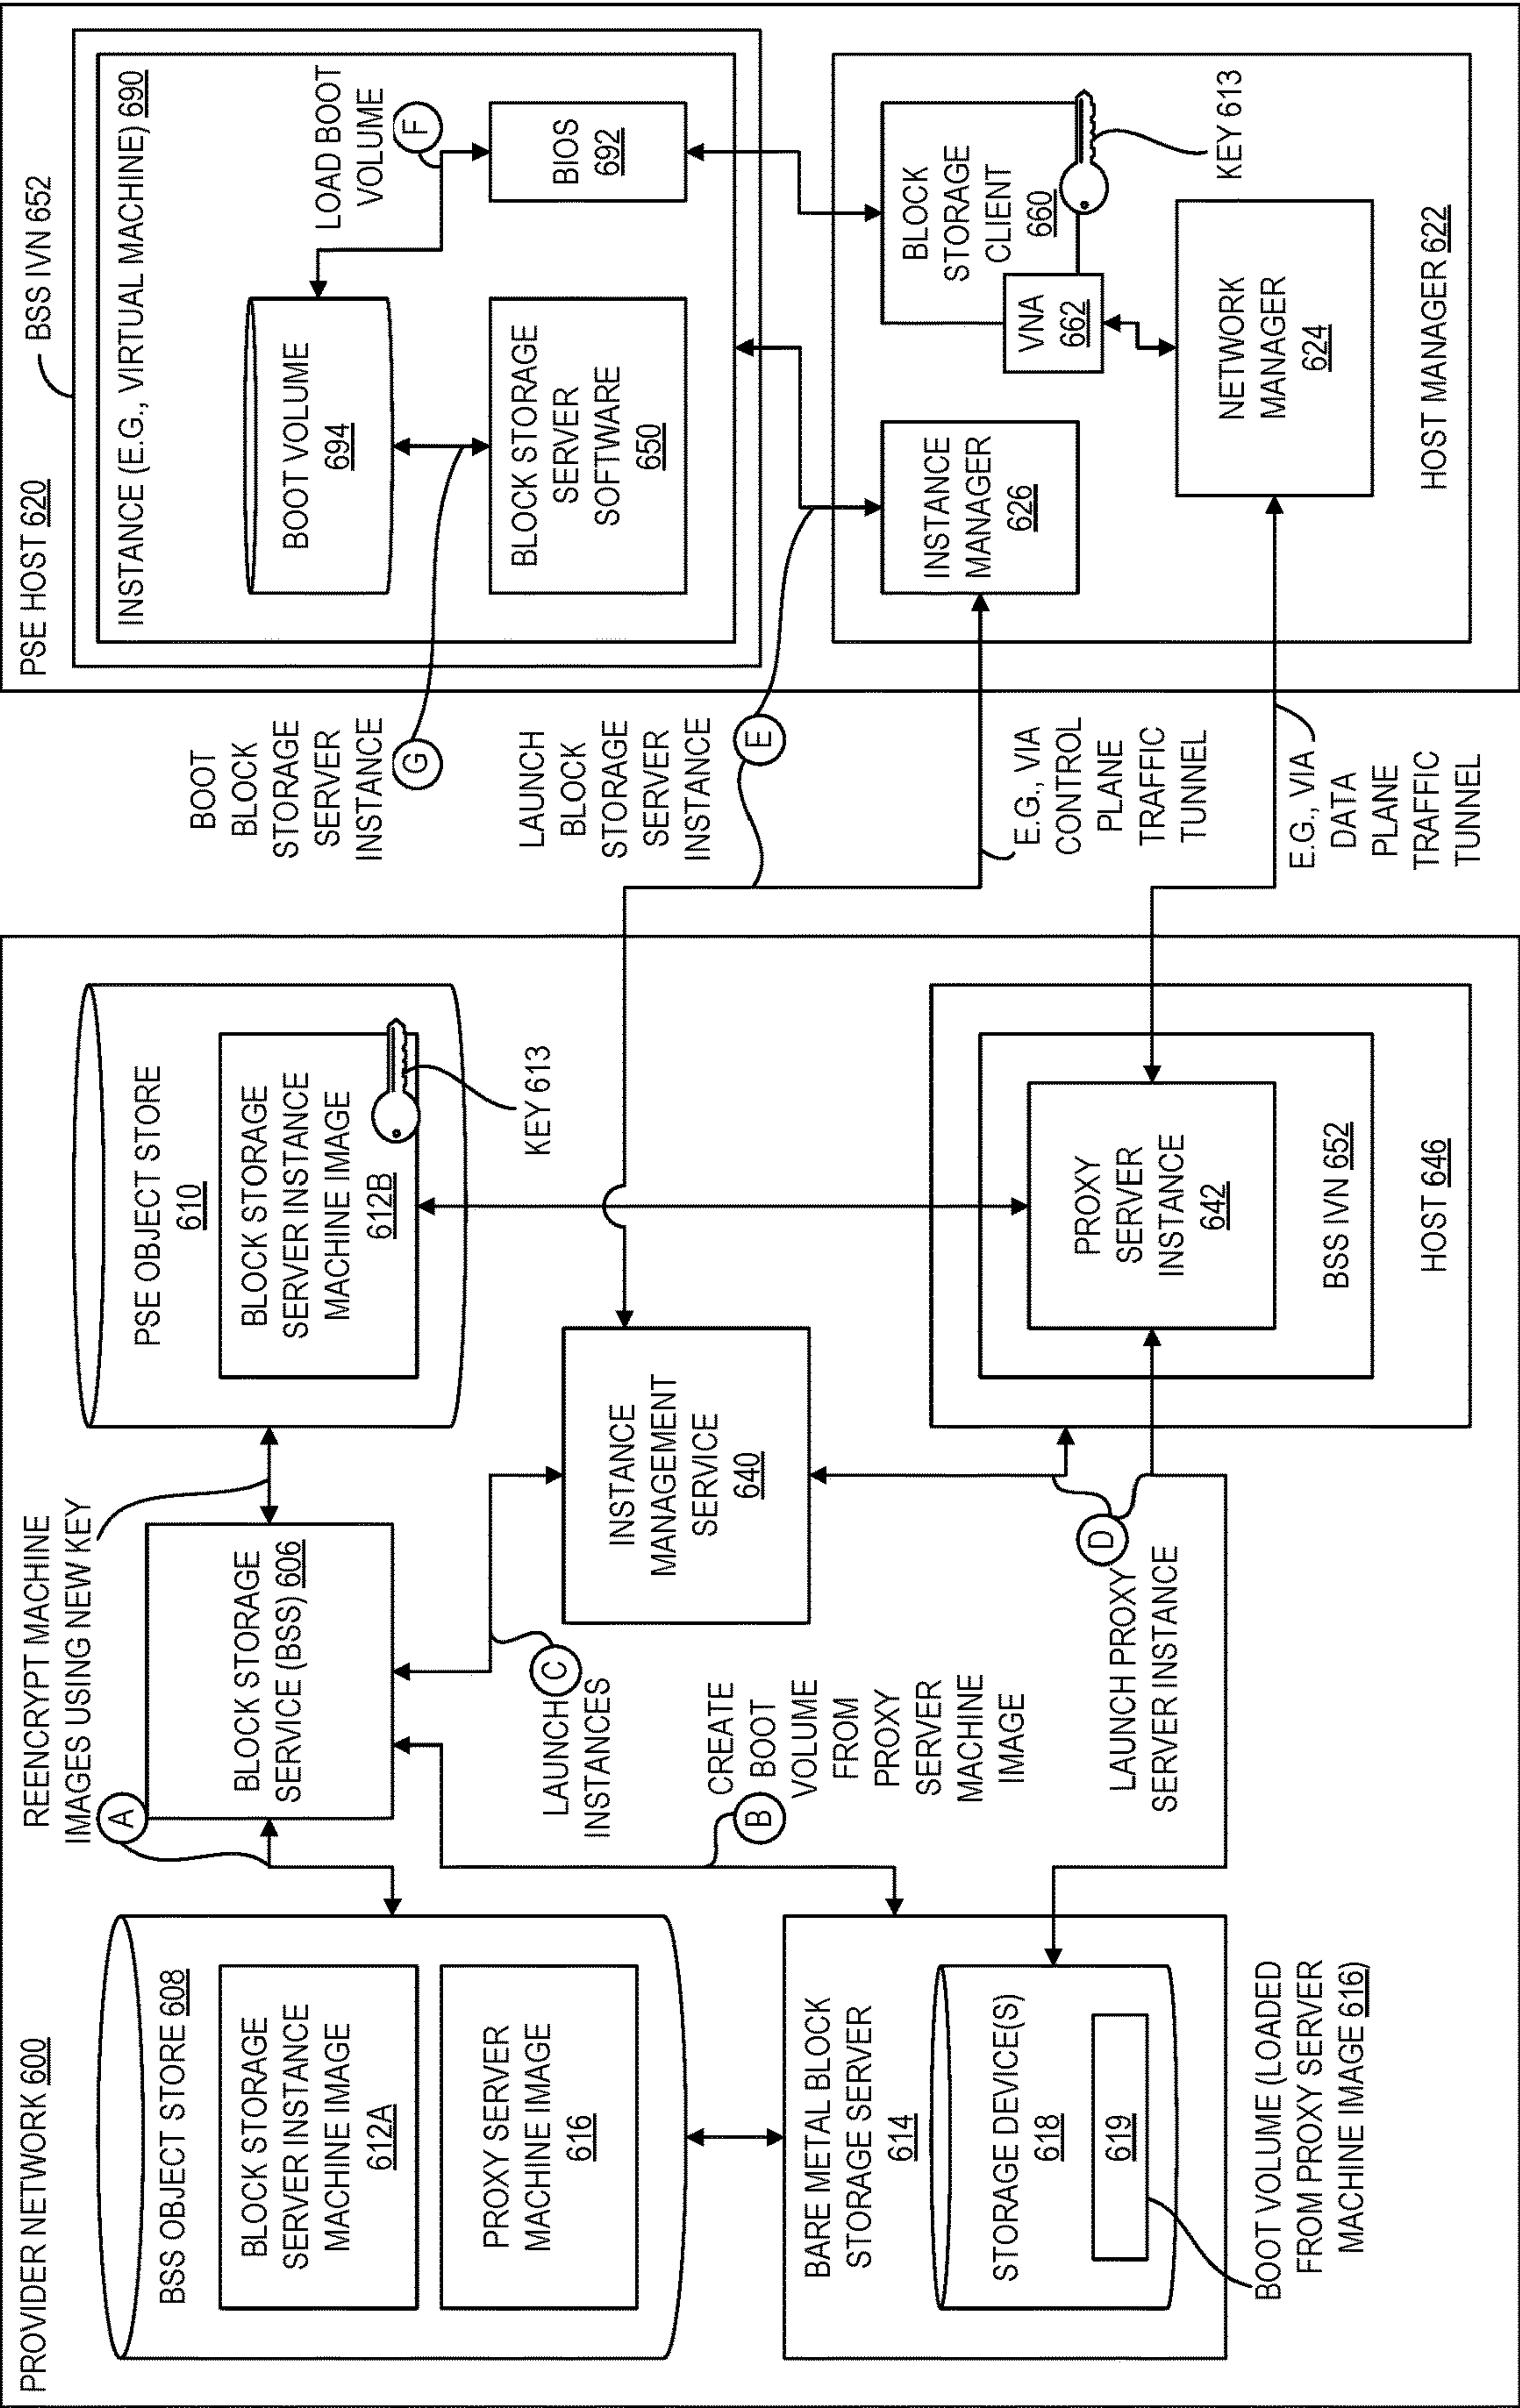 PROVIDER NETWORK 600
BSS OBJECT STORE 608
BLOCK STORAGE
SERVER INSTANCE
MACHINE IMAGE
612A
PROXY SERVER
MACHINE IMAGE
616
BARE METAL BLOCK
STORAGE SERVER
614
STORAGE DEVICE(S)
618
619
BOOT VOLUME (LOADED
FROM PROXY SERVER
MACHINE IMAGE 616)
REENCRYPT MACHINE
IMAGES USING NEW KEY
A
BLOCK STORAGE
SERVICE (BSS) 606
C
LAUNCH
INSTANCES
B
CREATE
BOOT
VOLUME
FROM
PROXY
SERVER
MACHINE
IMAGE
INSTANCE
MANAGEMENT
SERVICE
640
D
LAUNCH PROXY
SERVER INSTANCE
PSE OBJECT STORE
610
BLOCK STORAGE
SERVER INSTANCE
MACHINE IMAGE
612B
KEY 613
PROXY
SERVER
INSTANCE
642
BSS IVN 652
HOST 646
BOOT
BLOCK
STORAGE
SERVER
INSTANCE
G
LAUNCH
BLOCK
STORAGE
SERVER
INSTANCE
E
E.G., VIA
CONTROL
PLANE
TRAFFIC
TUNNEL
E.G., VIA
DATA
PLANE
TRAFFIC
TUNNEL
PSE HOST 620
BSS IVN 652
INSTANCE (E.G., VIRTUAL MACHINE) 690
BOOT VOLUME
694
LOAD BOOT
VOLUME
F
BLOCK STORAGE
SERVER
SOFTWARE
650
BIOS
692
INSTANCE
MANAGER
626
BLOCK
STORAGE
CLIENT
660
VNA
662
KEY 613
NETWORK
MANAGER
624
HOST MANAGER 622